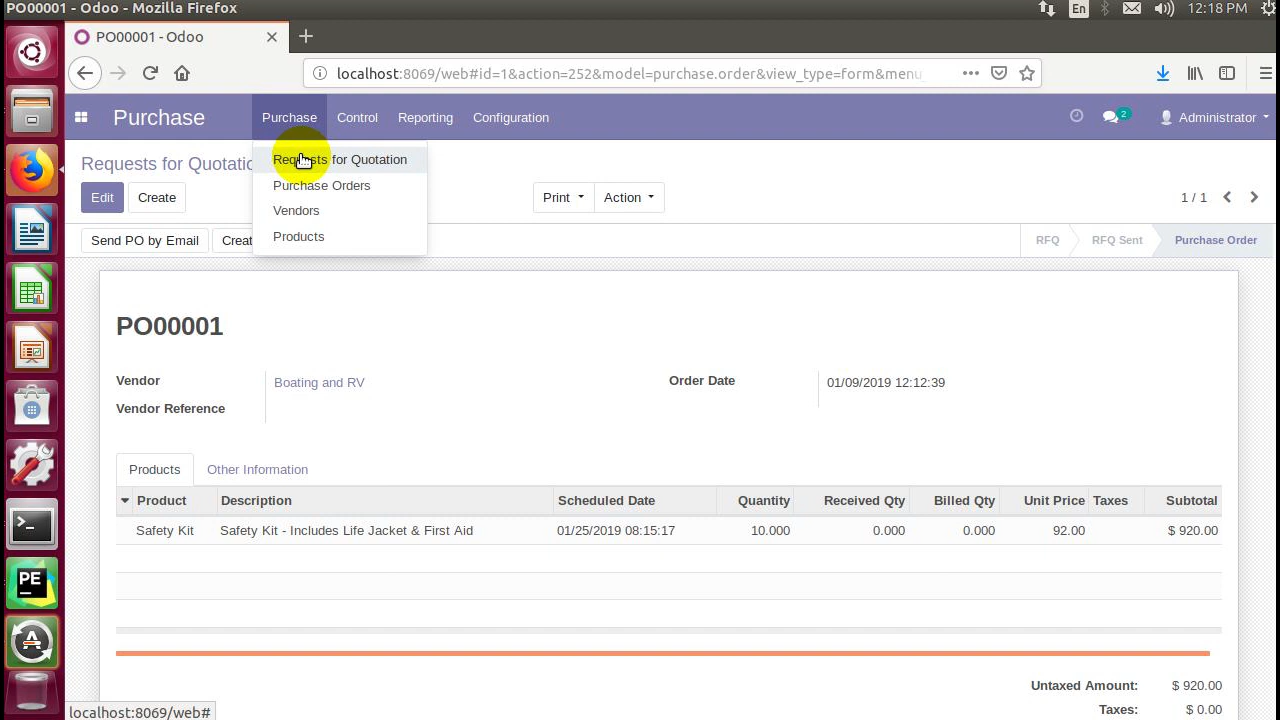 PO00001 - Odoo - Mozilla Firefox
En
12:18 PM
PO00001 - Odoo
localhost:8069/web#id=1&action=252&model=purchase.order&view_type=form&menu
Purchase
Purchase Control Reporting Configuration
2
Administrator
Requests for Quotation
Requests for Quotation
Purchase Orders
Vendors
Products
Edit Create
Print Action
1 / 1
Send PO by Email
RFQ RFQ Sent Purchase Order
PO00001
Vendor Boating and RV
Order Date 01/09/2019 12:12:39
Vendor Reference
Products Other Information
Product Description Scheduled Date Quantity Received Qty Billed Qty Unit Price Taxes Subtotal
Safety Kit Safety Kit - Includes Life Jacket & First Aid 01/25/2019 08:15:17 10.000 0.000 0.000 92.00 $ 920.00
PE
A
Untaxed Amount: $ 920.00
Taxes: $ 0.00
localhost:8069/web#